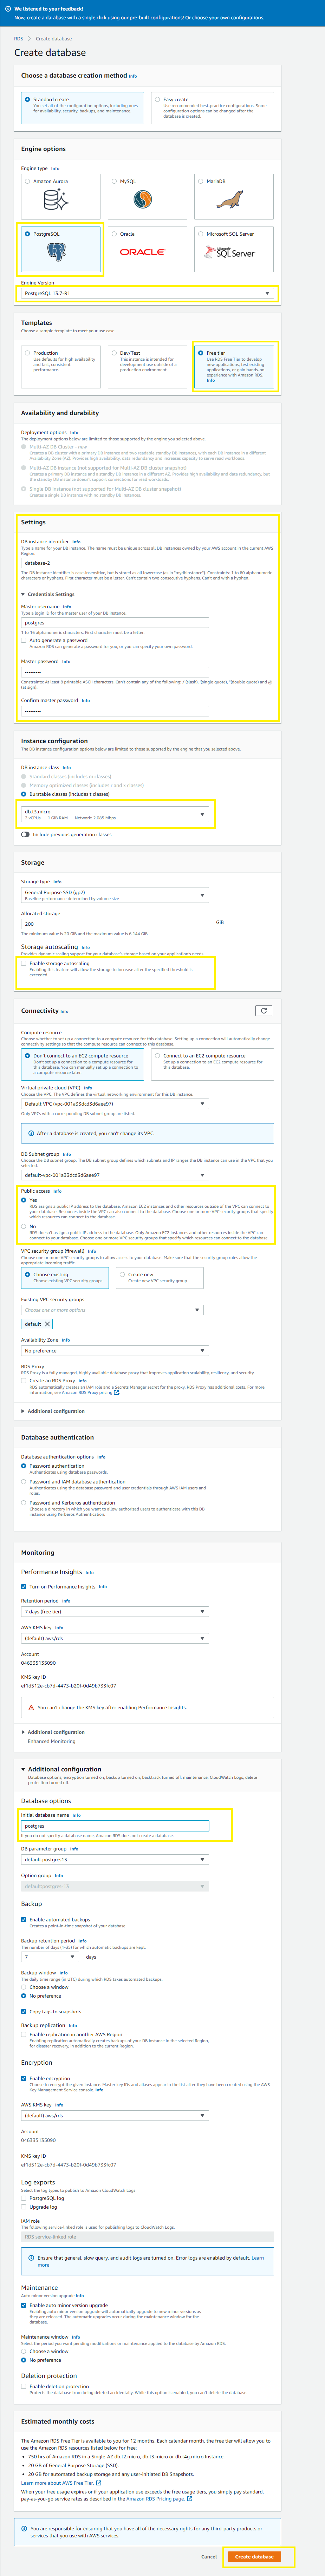 We listened to your feedback!
Now, create a database with a single click using our pre-built configurations! Or choose your own configurations.
RDS > Create database
Create database
Choose a database creation method Info
Standard create
You set all of the configuration options, including ones for availability, security, backups, and maintenance.
Easy create
Use recommended best-practice configurations. Some configuration options can be changed after the database is created.
Engine options
Engine type Info
Amazon Aurora
MySQL
MariaDB
PostgreSQL
Oracle
ORACLE
Microsoft SQL Server
Microsoft SQL Server
Engine Version
PostgreSQL 13.7-R1
Templates
Choose a sample template to meet your use case.
Production
Use defaults for high availability and fast, consistent performance.
Dev/Test
This instance is intended for development use outside of a production environment.
Free tier
Use RDS Free Tier to develop new applications, test existing applications, or gain hands-on experience with Amazon RDS.
Info
Availability and durability
Deployment options Info
The deployment options below are limited to those supported by the engine you selected above.
Multi-AZ DB Cluster - new
Creates a DB cluster with a primary DB instance and two readable standby DB instances, with each DB instance in a different Availability Zone (AZ). Provides high availability, data redundancy and increases capacity to serve read workloads.
Multi-AZ DB instance (not supported for Multi-AZ DB cluster snapshot)
Creates a primary DB instance and a standby DB instance in a different AZ. Provides high availability and data redundancy, but the standby DB instance doesn't support connections for read workloads.
Single DB instance (not supported for Multi-AZ DB cluster snapshot)
Creates a single DB instance with no standby DB instances.
Settings
DB instance identifier Info
Type a name for your DB instance. The name must be unique across all DB instances owned by your AWS account in the current AWS Region.
database-2
The DB instance identifier is case-insensitive, but is stored as all lowercase (as in "mydbinstance"). Constraints: 1 to 60 alphanumeric characters or hyphens. First character must be a letter. Can't contain two consecutive hyphens. Can't end with a hyphen.
Credentials Settings
Master username Info
Type a login ID for the master user of your DB instance.
postgres
1 to 16 alphanumeric characters. First character must be a letter.
Auto generate a password
Amazon RDS can generate a password for you, or you can specify your own password.
Master password Info
Constraints: At least 8 printable ASCII characters. Can't contain any of the following: / (slash), '(single quote), "(double quote) and @ (at sign).
Confirm master password Info
Instance configuration
The DB instance configuration options below are limited to those supported by the engine that you selected above.
DB instance class Info
Standard classes (includes m classes)
Memory optimized classes (includes r and x classes)
Burstable classes (includes t classes)
db.t3.micro
2 vCPUs 1 GiB RAM Network: 2,085 Mbps
Include previous generation classes
Storage
Storage type Info
General Purpose SSD (gp2)
Baseline performance determined by volume size
Allocated storage
200
GiB
The minimum value is 20 GiB and the maximum value is 6,144 GiB
Storage autoscaling Info
Provides dynamic scaling support for your database's storage based on your application's needs.
Enable storage autoscaling
Enabling this feature will allow the storage to increase after the specified threshold is exceeded.
Connectivity Info
Compute resource
Choose whether to set up a connection to a compute resource for this database. Setting up a connection will automatically change connectivity settings so that the compute resource can connect to this database.
Don't connect to an EC2 compute resource
Don't set up a connection to a compute resource for this database. You can manually set up a connection to a compute resource later.
Connect to an EC2 compute resource
Set up a connection to an EC2 compute resource for this database.
Virtual private cloud (VPC) Info
Choose the VPC. The VPC defines the virtual networking environment for this DB instance.
Default VPC (vpc-001a33dcd3d6aee97)
Only VPCs with a corresponding DB subnet group are listed.
After a database is created, you can't change its VPC.
DB Subnet group Info
Choose the DB subnet group. The DB subnet group defines which subnets and IP ranges the DB instance can use in the VPC that you selected.
default-vpc-001a33dcd3d6aee97
Public access Info
Yes
RDS assigns a public IP address to the database. Amazon EC2 instances and other resources outside of the VPC can connect to your database. Resources inside the VPC can also connect to the database. Choose one or more VPC security groups that specify which resources can connect to the database.
No
RDS doesn't assign a public IP address to the database. Only Amazon EC2 instances and other resources inside the VPC can connect to your database. Choose one or more VPC security groups that specify which resources can connect to the database.
VPC security group (firewall) Info
Choose one or more VPC security groups to allow access to your database. Make sure that the security group rules allow the appropriate incoming traffic.
Choose existing
Choose existing VPC security groups
Create new
Create new VPC security group
Existing VPC security groups
Choose one or more options
default X
Availability Zone Info
No preference
RDS Proxy
RDS Proxy is a fully managed, highly available database proxy that improves application scalability, resiliency, and security.
Create an RDS Proxy Info
RDS automatically creates an IAM role and a Secrets Manager secret for the proxy. RDS Proxy has additional costs. For more information, see Amazon RDS Proxy pricing
Additional configuration
Database authentication
Database authentication options Info
Password authentication
Authenticates using database passwords.
Password and IAM database authentication
Authenticates using the database password and user credentials through AWS IAM users and roles.
Password and Kerberos authentication
Choose a directory in which you want to allow authorized users to authenticate with this DB instance using Kerberos Authentication.
Monitoring
Performance Insights Info
Turn on Performance Insights Info
Retention period Info
7 days (free tier)
AWS KMS key Info
(default) aws/rds
Account
046335135090
KMS key ID
ef1d512e-cb7d-4473-b20f-0d49b733fc07
You can't change the KMS key after enabling Performance Insights.
Additional configuration
Enhanced Monitoring
Additional configuration
Database options, encryption turned on, backup turned on, backtrack turned off, maintenance, CloudWatch Logs, delete protection turned off
Database options
Initial database name Info
postgres
If you do not specify a database name, Amazon RDS does not create a database.
DB parameter group Info
default.postgres13
Option group Info
default:postgres-13
Backup
Enable automated backups
Creates a point-in-time snapshot of your database
Backup retention period Info
The number of days (1-35) for which automatic backups are kept.
7
days
Backup window Info
The daily time range (in UTC) during which RDS takes automated backups.
Choose a window
No preference
Copy tags to snapshots
Backup replication Info
Enable replication in another AWS Region
Enabling replication automatically creates backups of your DB instance in the selected Region, for disaster recovery, in addition to the current Region.
Encryption
Enable encryption
Choose to encrypt the given instance. Master key IDs and aliases appear in the list after they have been created using the AWS Key Management Service console. Info
AWS KMS key Info
(default) aws/rds
Account
046335135090
KMS key ID
ef1d512e-cb7d-4473-b20f-0d49b733fc07
Log exports
Select the log types to publish to Amazon CloudWatch Logs
PostgreSQL log
Upgrade log
IAM role
The following service-linked role is used for publishing logs to CloudWatch Logs.
RDS service-linked role
Ensure that general, slow query, and audit logs are turned on. Error logs are enabled by default. Learn more
Maintenance
Auto minor version upgrade Info
Enable auto minor version upgrade
Enabling auto minor version upgrade will automatically upgrade to new minor versions as they are released. The automatic upgrades occur during the maintenance window for the database.
Maintenance window Info
Select the period you want pending modifications or maintenance applied to the database by Amazon RDS.
Choose a window
No preference
Deletion protection
Enable deletion protection
Protects the database from being deleted accidentally. While this option is enabled, you can't delete the database.
Estimated monthly costs
The Amazon RDS Free Tier is available to you for 12 months. Each calendar month, the free tier will allow you to use the Amazon RDS resources listed below for free:
• 750 hrs of Amazon RDS in a Single-AZ db.t2.micro, db.t3.micro or db.t4g.micro Instance.
• 20 GB of General Purpose Storage (SSD).
• 20 GB for automated backup storage and any user-initiated DB Snapshots.
Learn more about AWS Free Tier.
When your free usage expires or if your application use exceeds the free usage tiers, you simply pay standard, pay-as-you-go service rates as described in the Amazon RDS Pricing page.
You are responsible for ensuring that you have all of the necessary rights for any third-party products or services that you use with AWS services.
Cancel
Create database